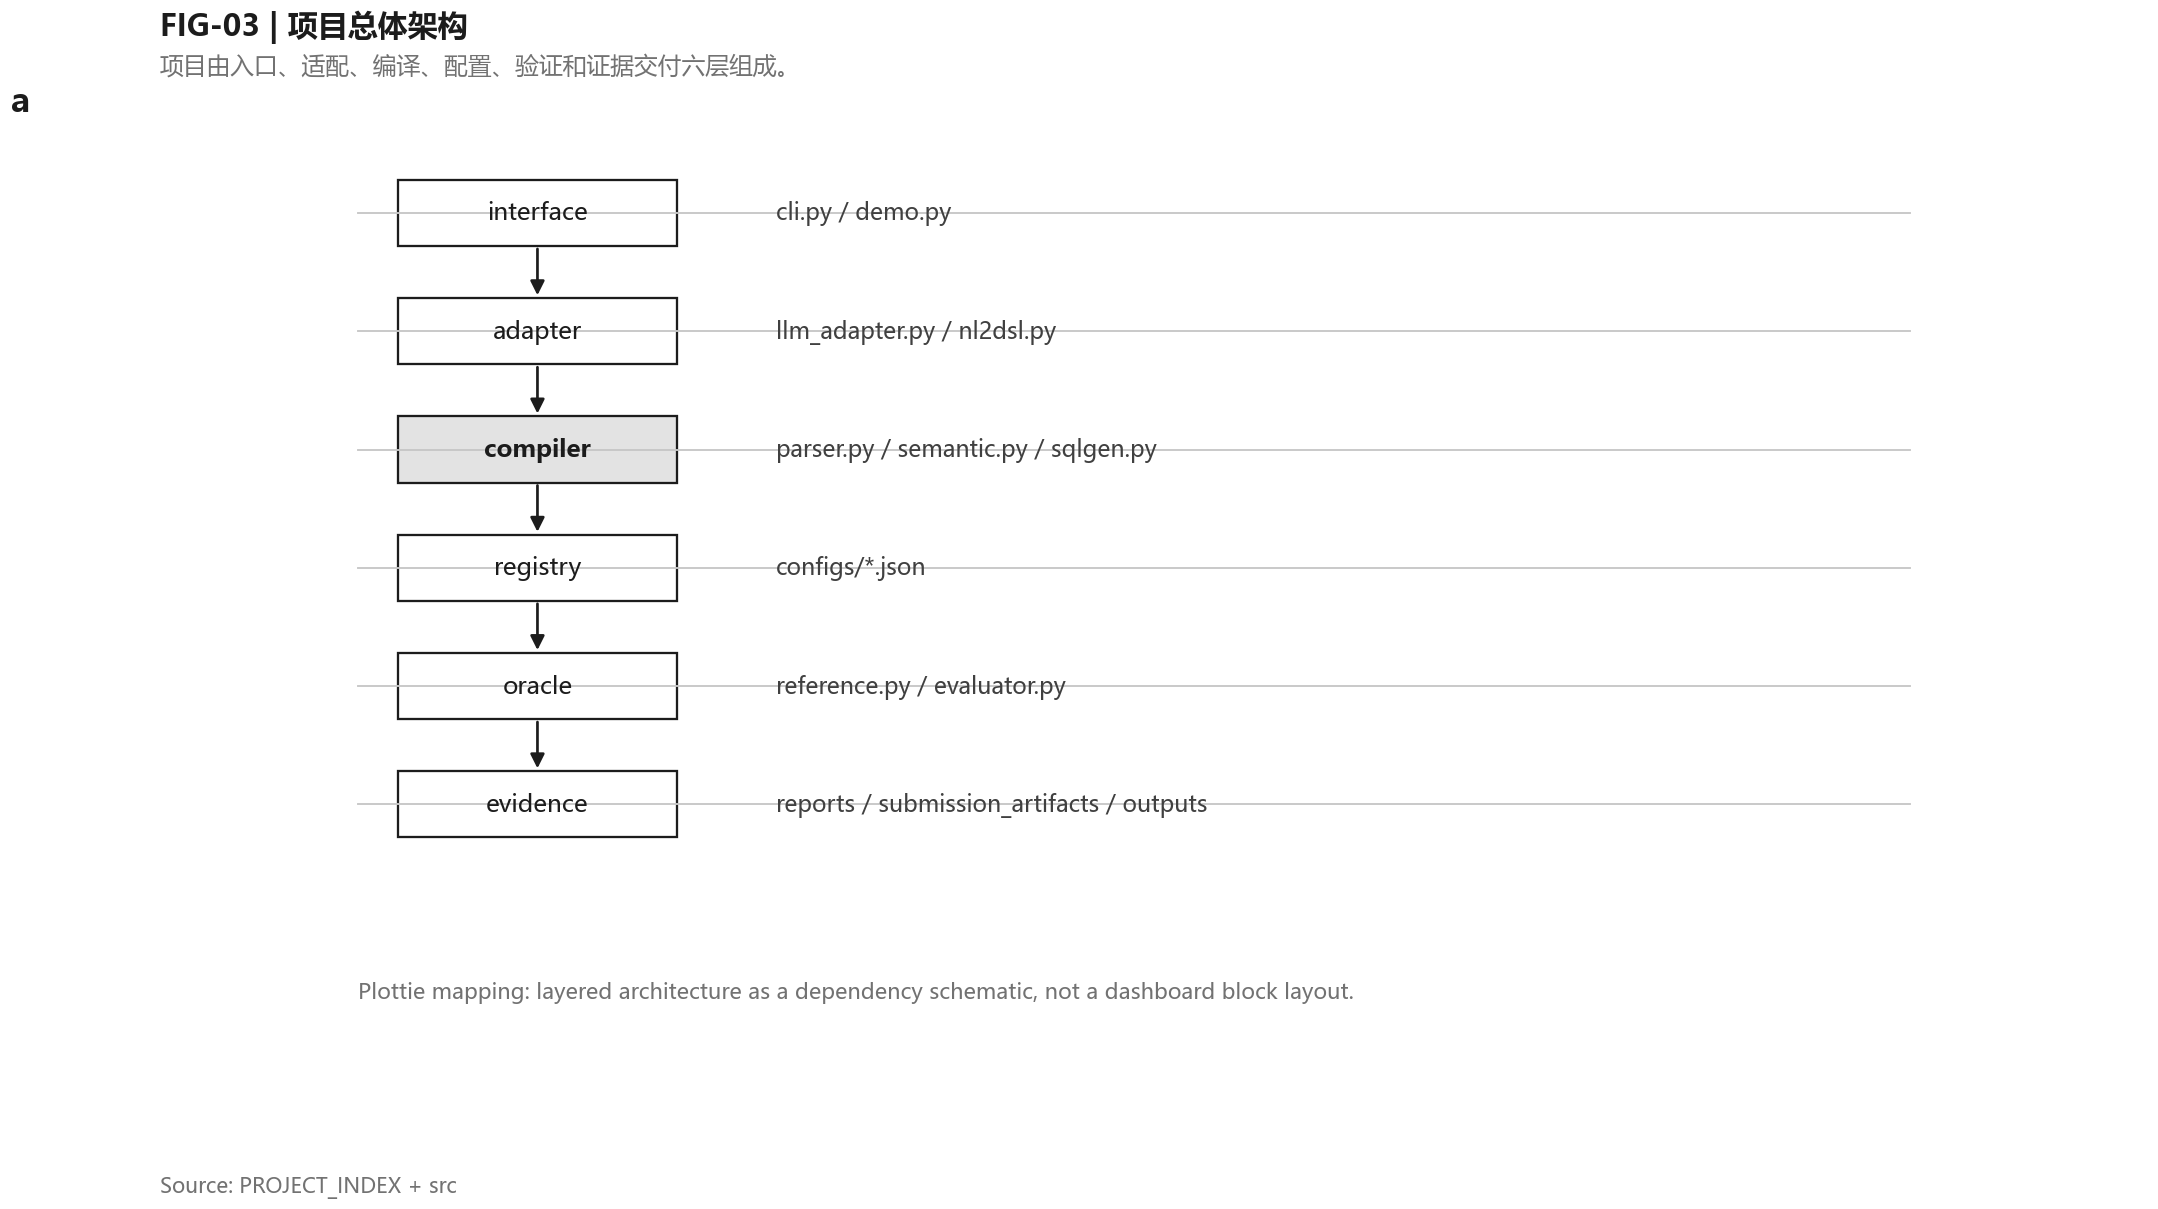 FIG-03 | 项目总体架构
项目由入口、适配、编译、配置、验证和证据交付六层组成。
a
interface
cli.py / demo.py
adapter
llm_adapter.py / nl2dsl.py
compiler
parser.py / semantic.py / sqlgen.py
registry
configs/*.json
oracle
reference.py / evaluator.py
evidence
reports / submission_artifacts / outputs
Plottie mapping: layered architecture as a dependency schematic, not a dashboard block layout.
Source: PROJECT_INDEX + src